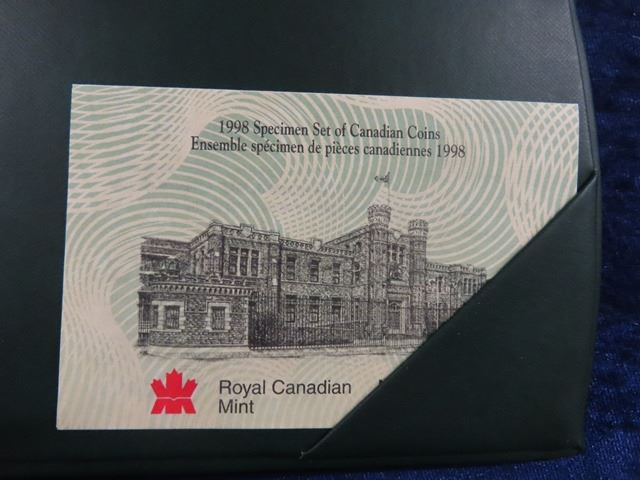 1998 Specimen Set of Canadian Coins
Ensemble spécimen de pièces canadiennes 1998
Royal Canadian
Mint